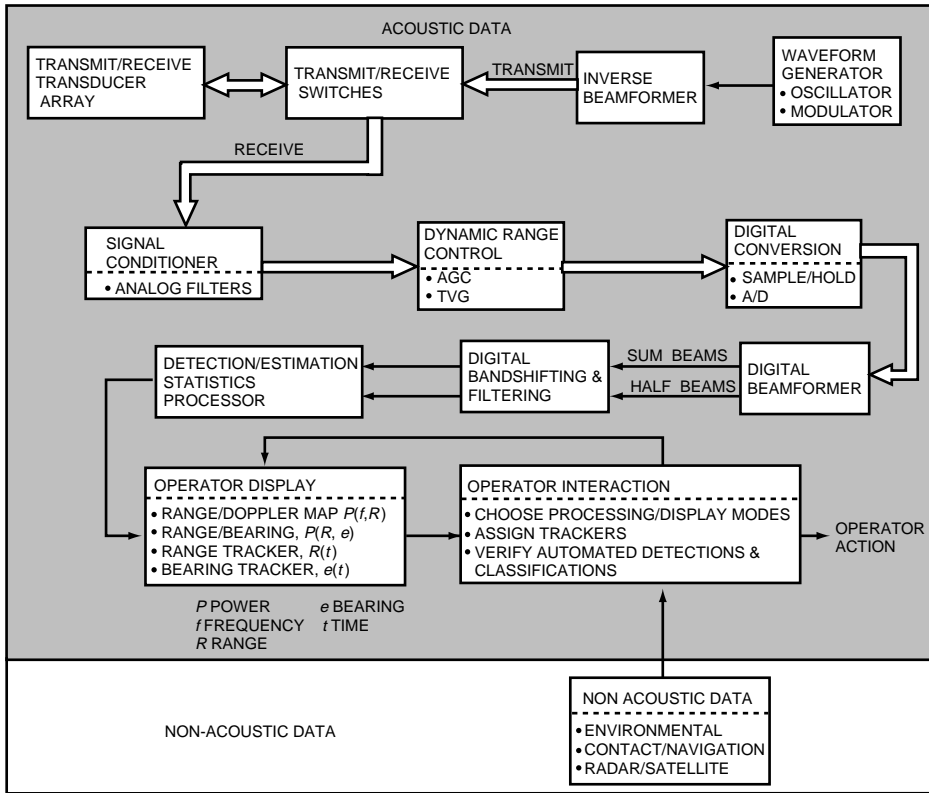 ACOUSTIC DATA
TRANSMIT/RECEIVE
TRANSDUCER
ARRAY
TRANSMIT/RECEIVE
SWITCHES
TRANSMIT
INVERSE
BEAMFORMER
WAVEFORM
GENERATOR
• OSCILLATOR
• MODULATOR
RECEIVE
SIGNAL
CONDITIONER
• ANALOG FILTERS
DYNAMIC RANGE
CONTROL
• AGC
• TVG
DIGITAL
CONVERSION
• SAMPLE/HOLD
• A/D
DETECTION/ESTIMATION
STATISTICS
PROCESSOR
DIGITAL
BANDSHIFTING &
FILTERING
SUM BEAMS
HALF BEAMS
DIGITAL
BEAMFORMER
OPERATOR DISPLAY
• RANGE/DOPPLER MAP P(f,R)
• RANGE/BEARING, P(R, e)
• RANGE TRACKER, R(t)
• BEARING TRACKER, e(t)
OPERATOR INTERACTION
• CHOOSE PROCESSING/DISPLAY MODES
• ASSIGN TRACKERS
• VERIFY AUTOMATED DETECTIONS &
CLASSIFICATIONS
OPERATOR
ACTION
P POWER e BEARING
f FREQUENCY t TIME
R RANGE
NON-ACOUSTIC DATA
NON ACOUSTIC DATA
• ENVIRONMENTAL
• CONTACT/NAVIGATION
• RADAR/SATELLITE